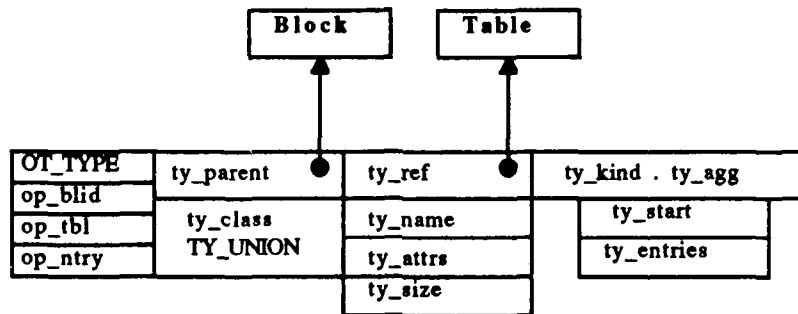 Block
Table
OT_TYPE
op_blid
op_tbl
op_ntry
ty_parent
ty_class
TY_UNION
ty_ref
ty_name
ty_attrs
ty_size
ty_kind . ty_agg
ty_start
ty_entries